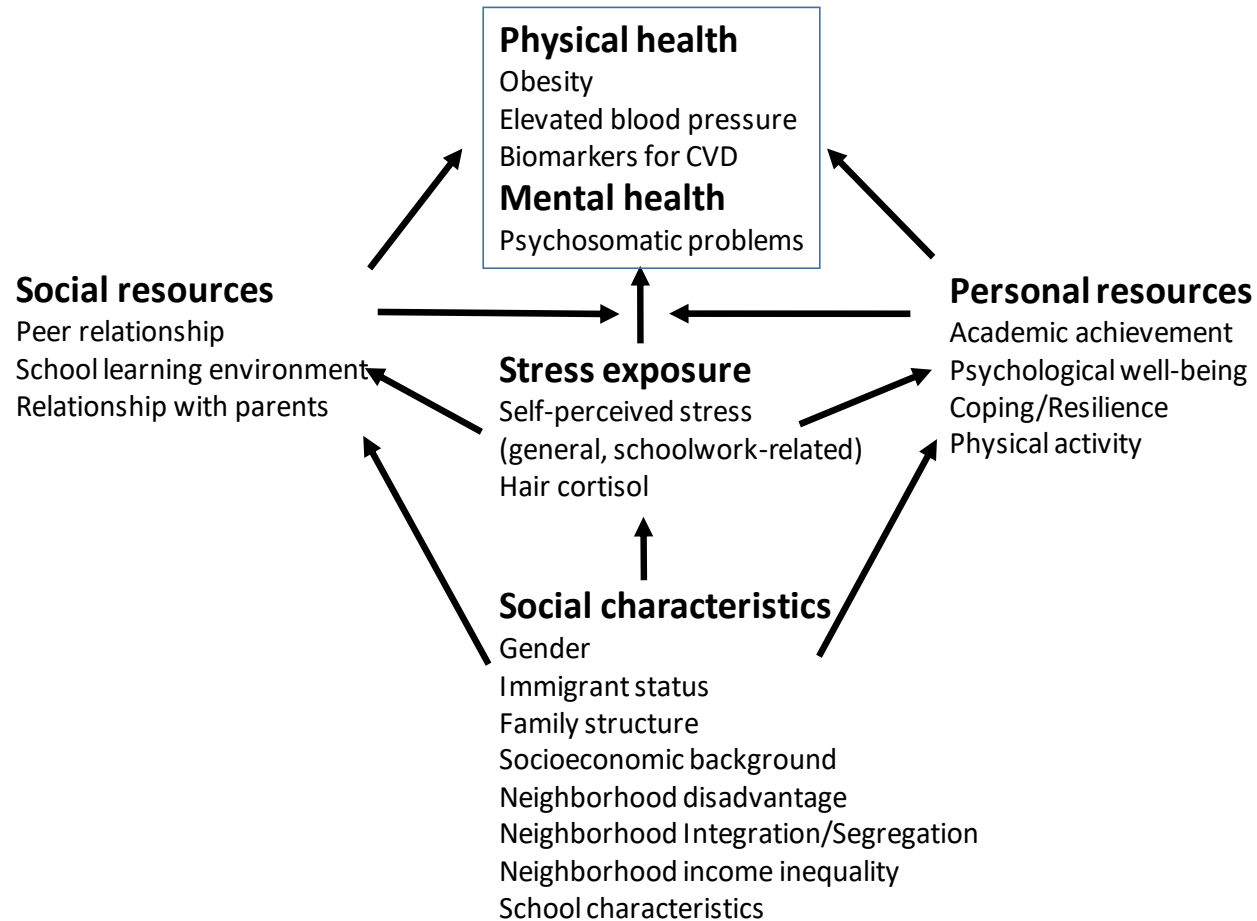 Physical health
Obesity
Elevated blood pressure
Biomarkers for CVD
Mental health
Psychosomatic problems
Social resources
Peer relationship
School learning environment
Relationship with parents
Stress exposure
Self-perceived stress
(general, schoolwork-related)
Hair cortisol
Personal resources
Academic achievement
Psychological well-being
Coping/Resilience
Physical activity
Social characteristics
Gender
Immigrant status
Family structure
Socioeconomic background
Neighborhood disadvantage
Neighborhood Integration/Segregation
Neighborhood income inequality
School characteristics